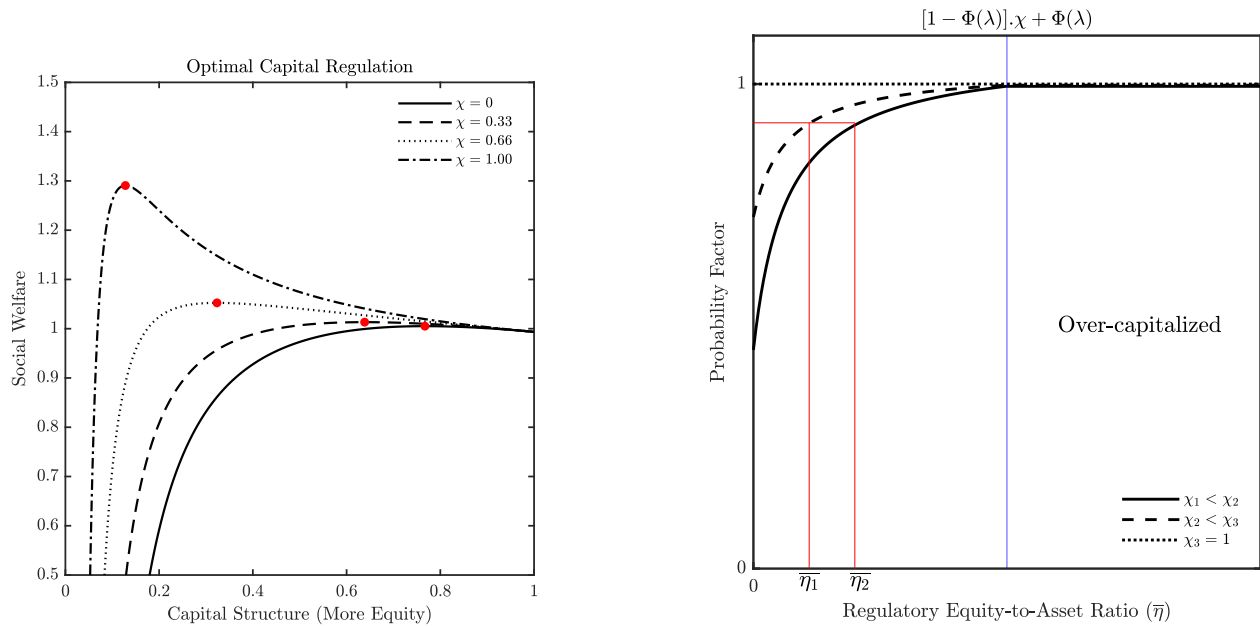 Optimal Capital Regulation
1.5
1.4
1.3
1.2
1.1
1
0.9
0.8
0.7
0.6
0.5
Social Welfare
χ = 0
χ = 0.33
χ = 0.66
χ = 1.00
0 0.2 0.4 0.6 0.8 1
Capital Structure (More Equity)
[1 − Φ(λ)].χ + Φ(λ)
1
Probability Factor
Over-capitalized
χ₁ < χ₂
χ₂ < χ₃
χ₃ = 1
0
0 η̅₁ η̅₂
Regulatory Equity-to-Asset Ratio (η̅)